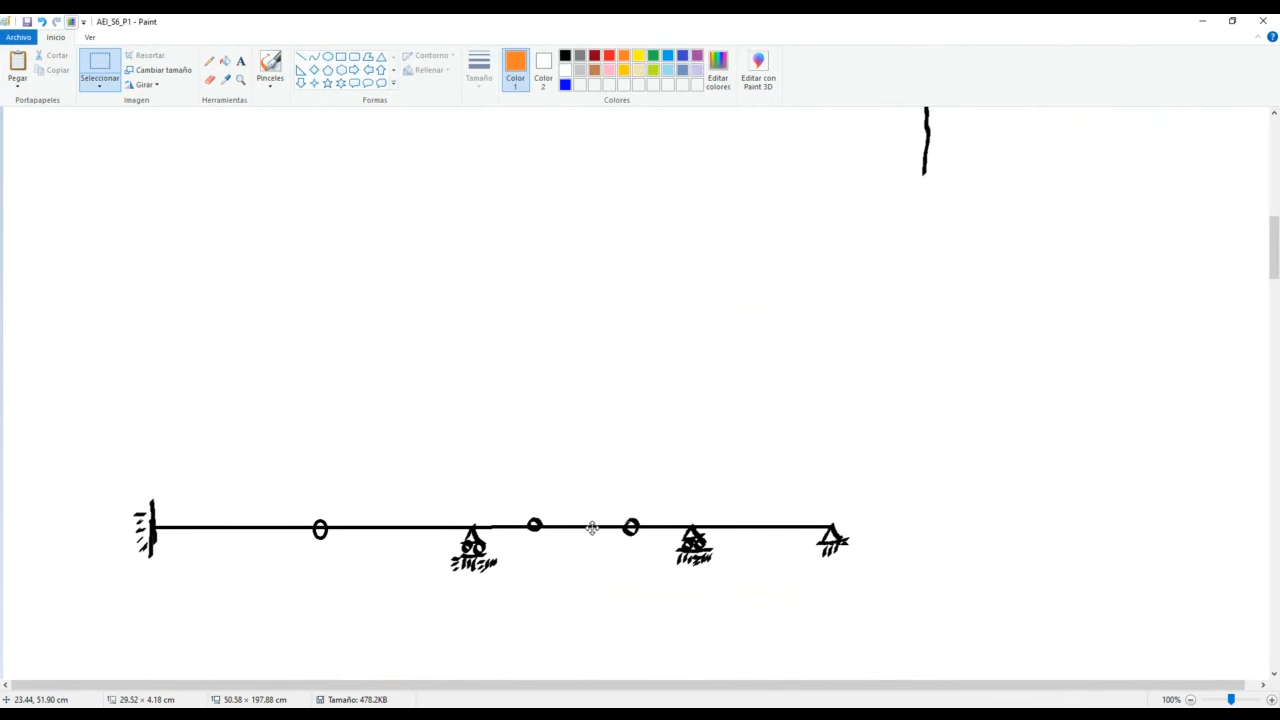 AEI_S6_P1 - Paint
Archivo Inicio Ver
Pegar
Cortar
Copiar
Portapapeles
Seleccionar
Recortar
Cambiar tamaño
Girar
Imagen
A
Herramientas
Pinceles
Contorno
Rellenar
Formas
Tamaño
Color 1
Color 2
Editar colores
Editar con Paint 3D
Colores
23.44, 51.90 cm 29.52 × 4.18 cm 50.58 × 197.88 cm Tamaño: 478.2KB 100%